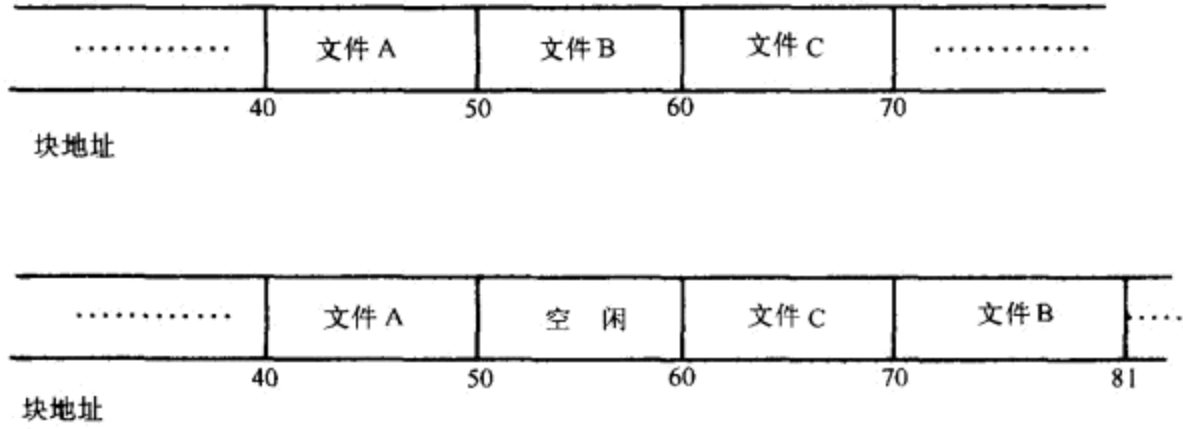 ………… 文件 A 文件 B 文件 C …………
40 50 60 70
块地址
………… 文件 A 空 闲 文件 C 文件 B ……
40 50 60 70 81
块地址